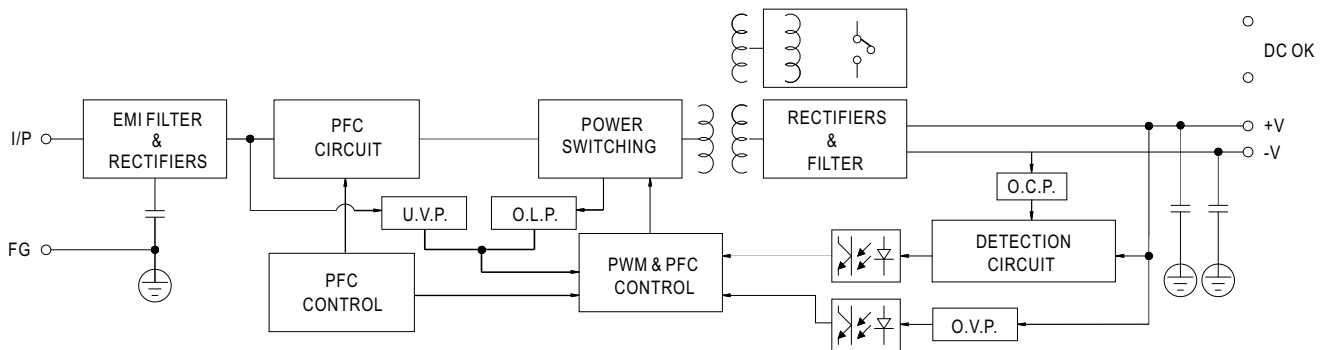 DC OK
I/P
EMI FILTER
&
RECTIFIERS
PFC
CIRCUIT
POWER
SWITCHING
RECTIFIERS
&
FILTER
+V
-V
O.C.P.
U.V.P.
O.L.P.
FG
PFC
CONTROL
PWM & PFC
CONTROL
DETECTION
CIRCUIT
O.V.P.